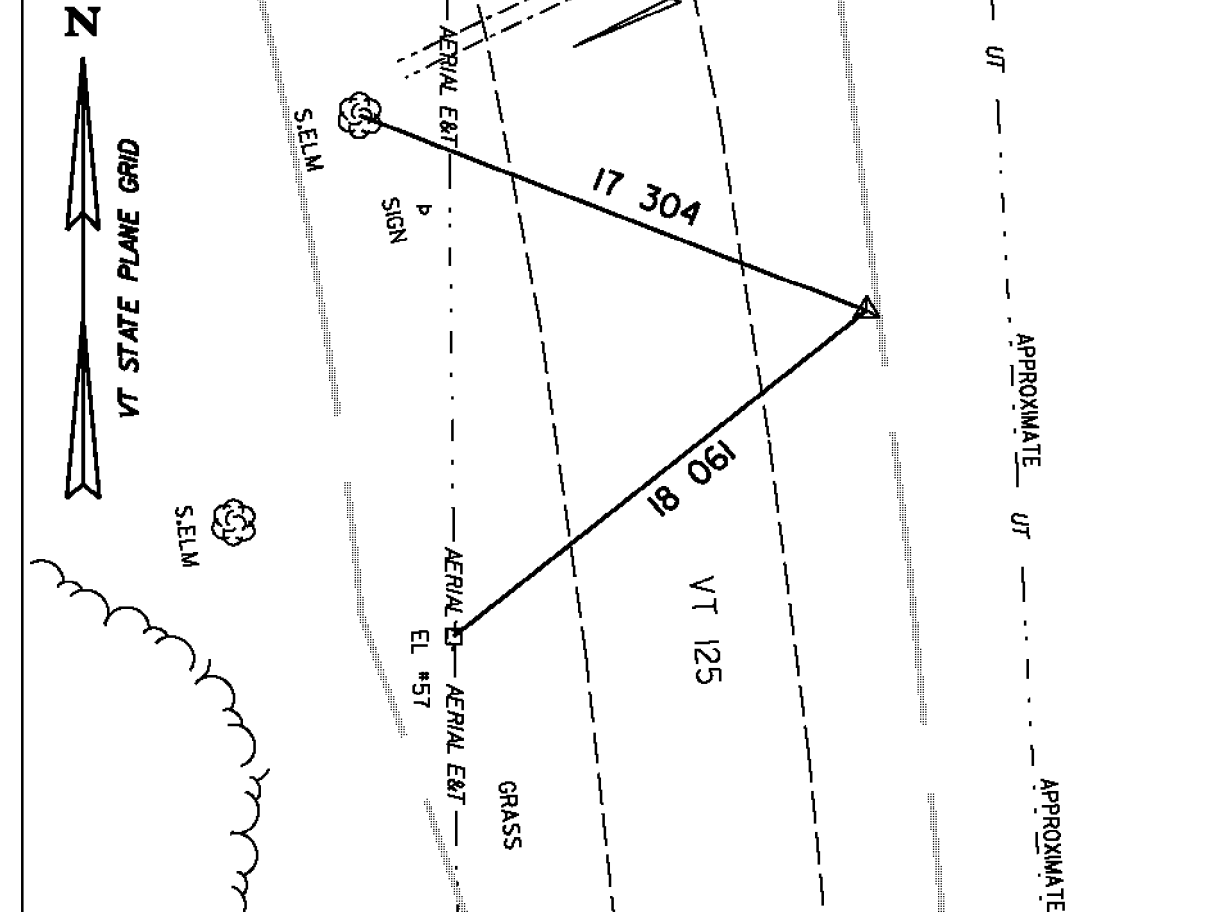 N
VT STATE PLANE GRID
AERIAL E&T
UT
S.ELM
17 304
SIGN
APPROXIMATE
18 061
UT
S.ELM
AERIAL E
EL #57
VT 125
AERIAL E&T
GRASS
APPROXIMATE